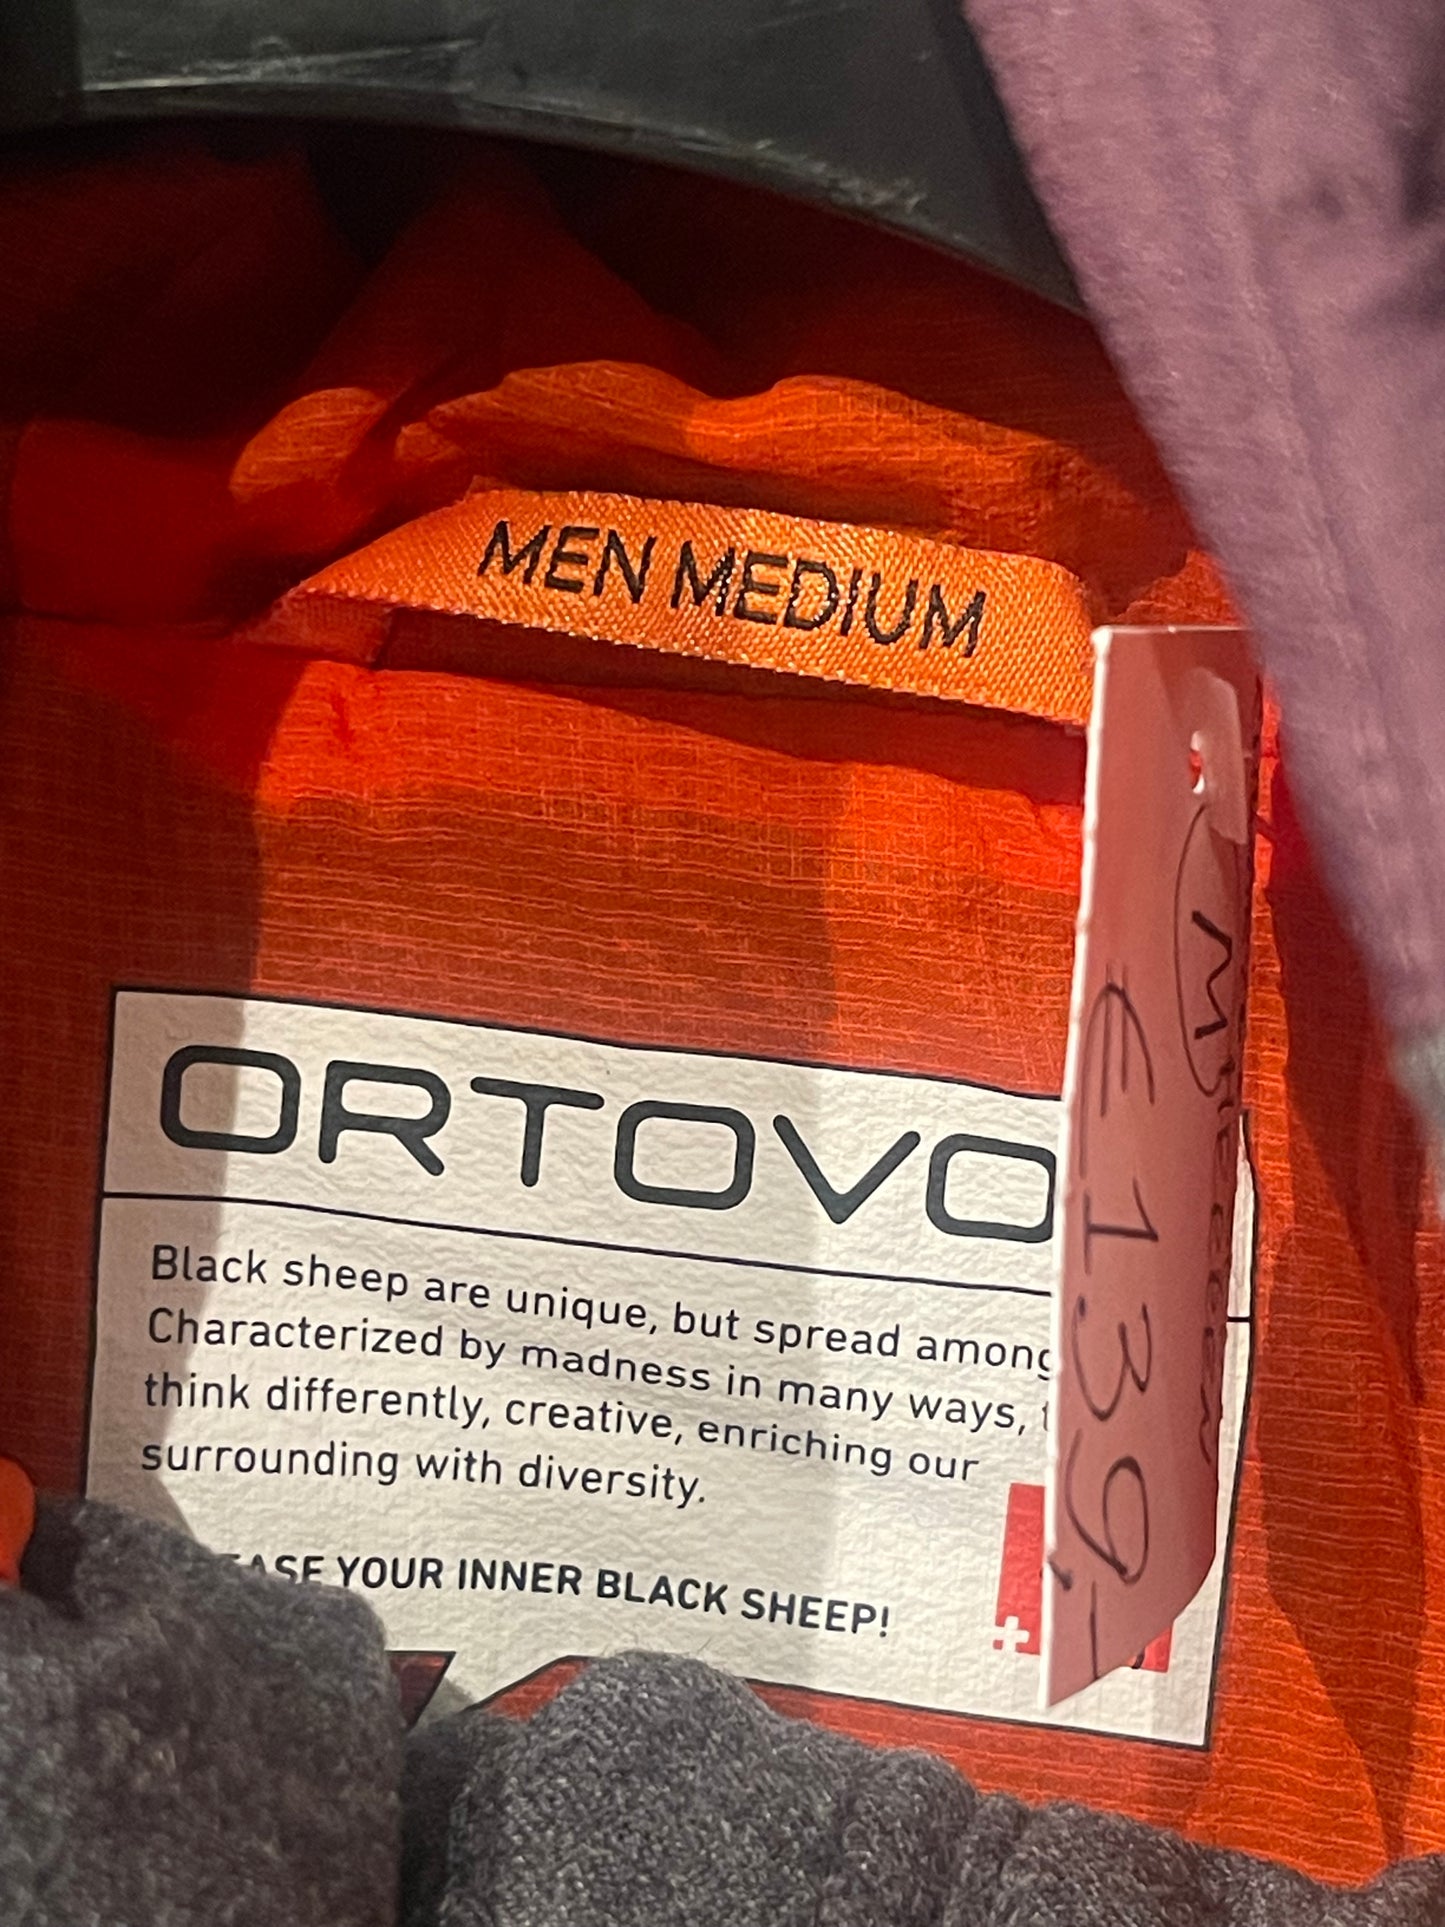 MEN MEDIUM
ORTOVO
Black sheep are unique, but spread among
Characterized by madness in many ways,
think differently, creative, enriching our
surrounding with diversity.
YOUR INNER BLACK SHEEP!
M
€ 139,-